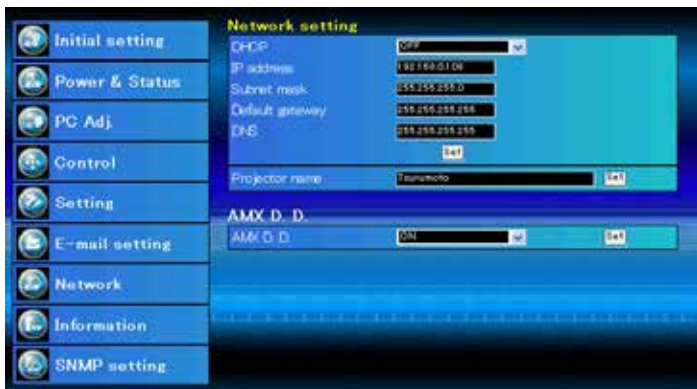 Initial setting
Power & Status
PC Adj.
Control
Setting
E-mail setting
Network
Information
SNMP setting
Network setting
DHCP OFF
IP address 192.168.0.106
Subnet mask 255.255.255.0
Default gateway 255.255.255.255
DNS 255.255.255.255
Set
Projector name Tsurumoto Set
AMX D. D.
AMX D. D. ON Set